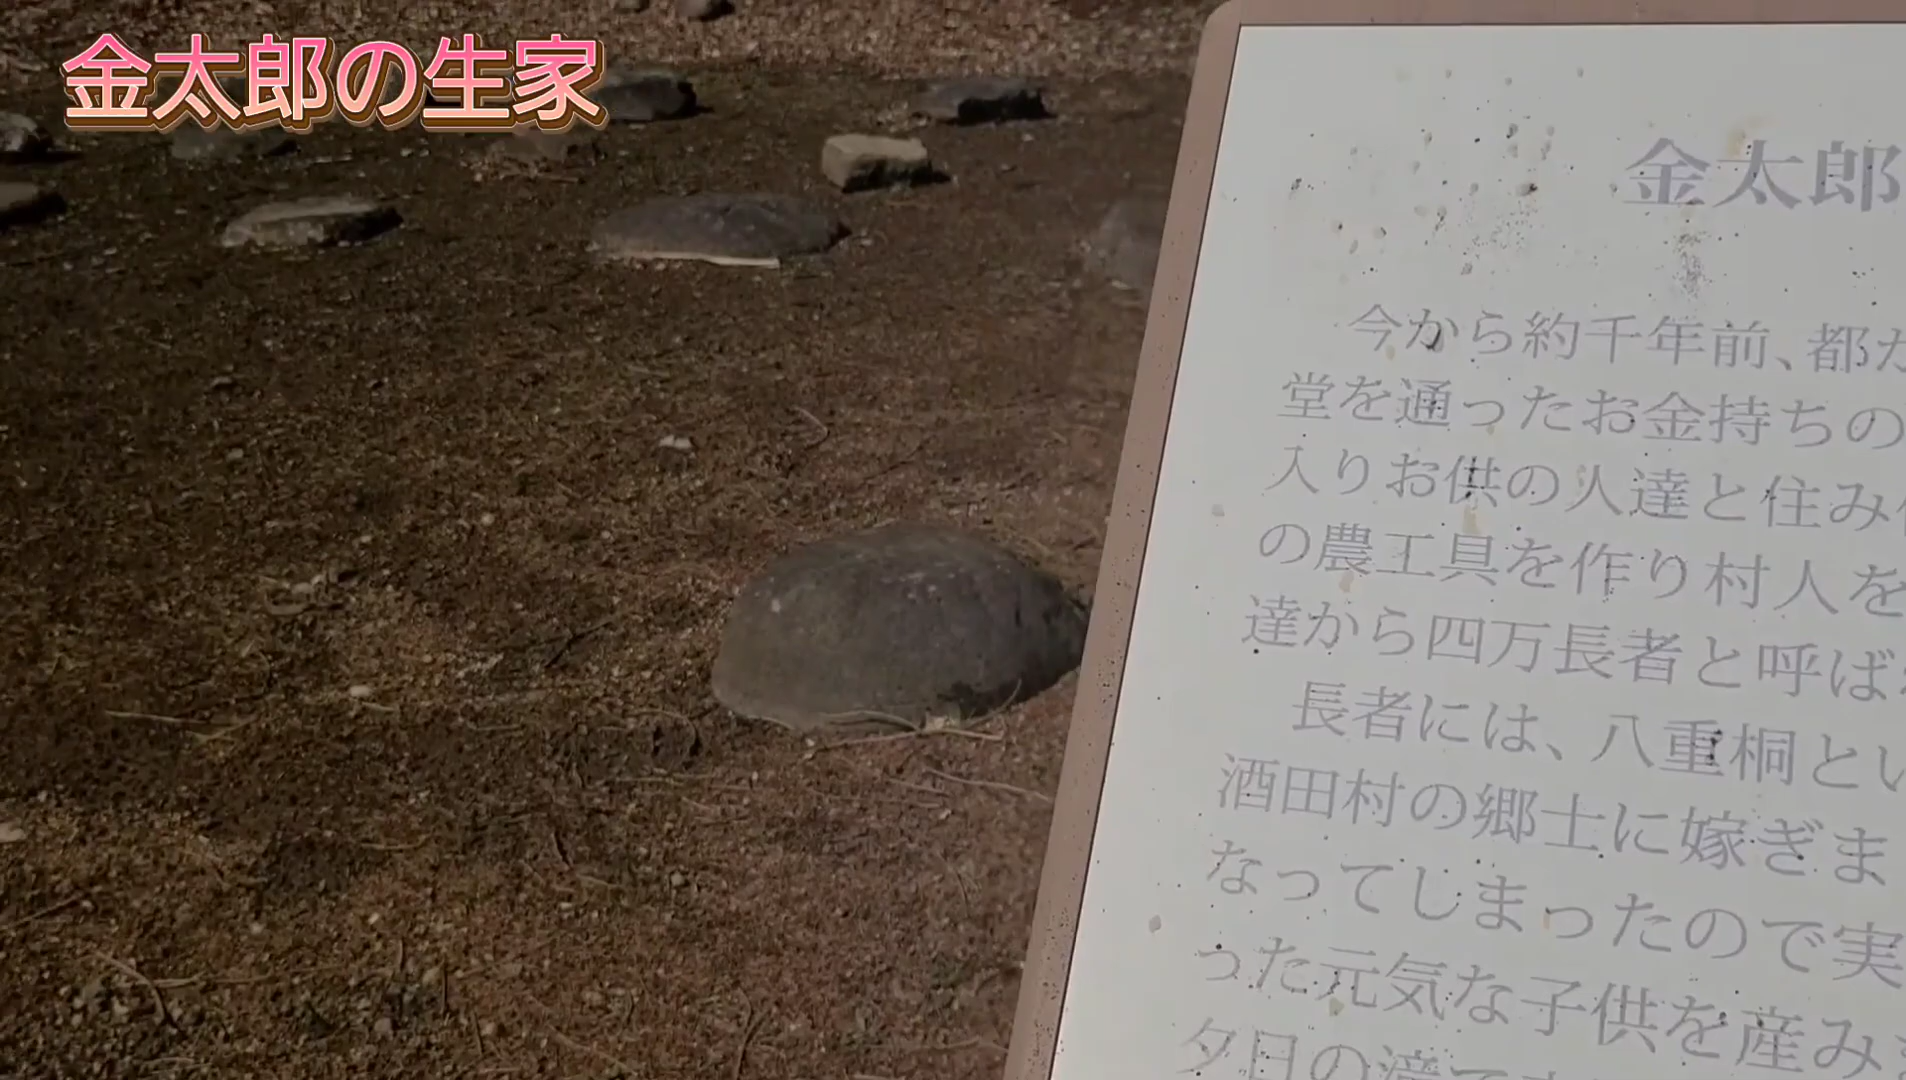 金太郎の生家
金太郎
今から約千年前、都か
堂を通ったお金持ちの
入りお供の人達と住み
の農工具を作り村人を
達から四万長者と呼ば
長者には、八重桐とい
酒田村の郷士に嫁ぎま
なってしまったので実
った元気な子供を産み
夕日の滝で